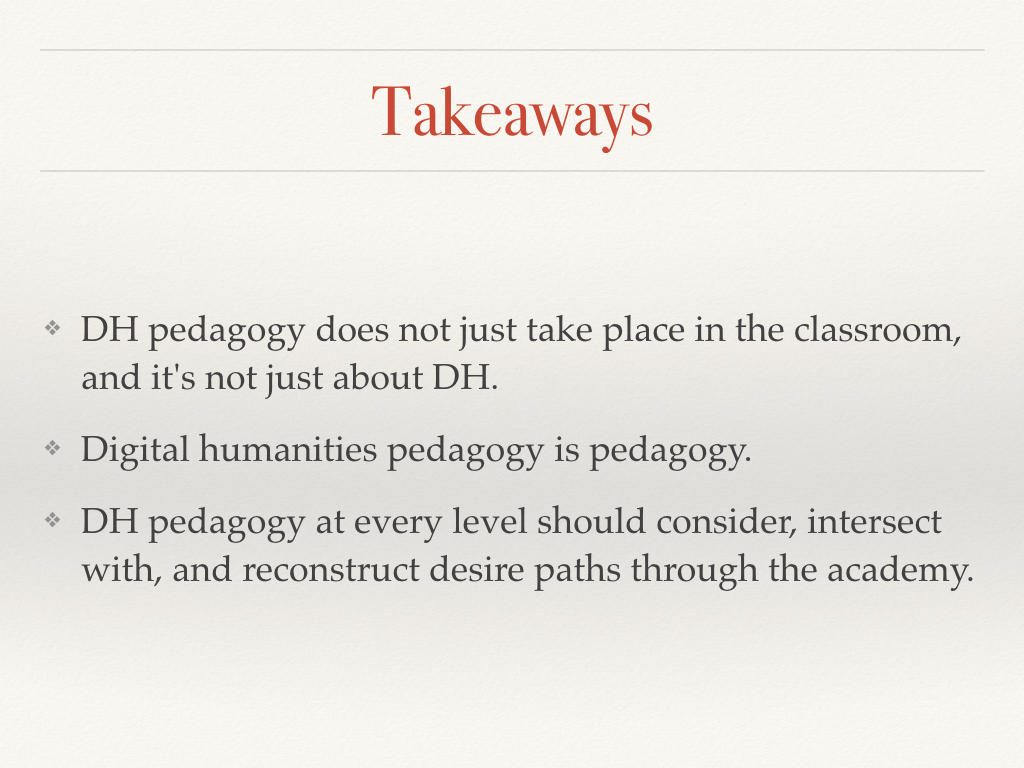 Takeaways
❖ DH pedagogy does not just take place in the classroom,
and it's not just about DH.
❖ Digital humanities pedagogy is pedagogy.
❖ DH pedagogy at every level should consider, intersect
with, and reconstruct desire paths through the academy.